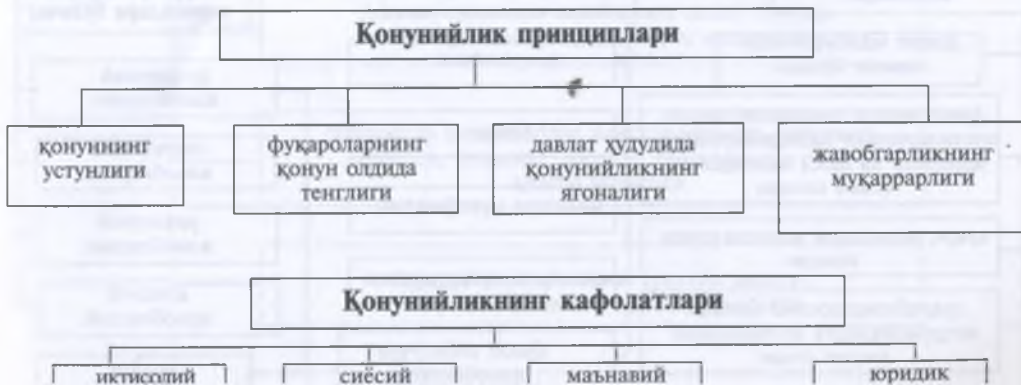 Қонунийлик принциплари
қонуннинг
устунлиги
фуқароларнинг
қонун олдида
тенглиги
давлат ҳудудида
қонунийликнинг
ягоналиги
жавобгарликнинг
муқаррарлиги
Қонунийликнинг кафолатлари
иқтисодий
сиёсий
маънавий
юридик